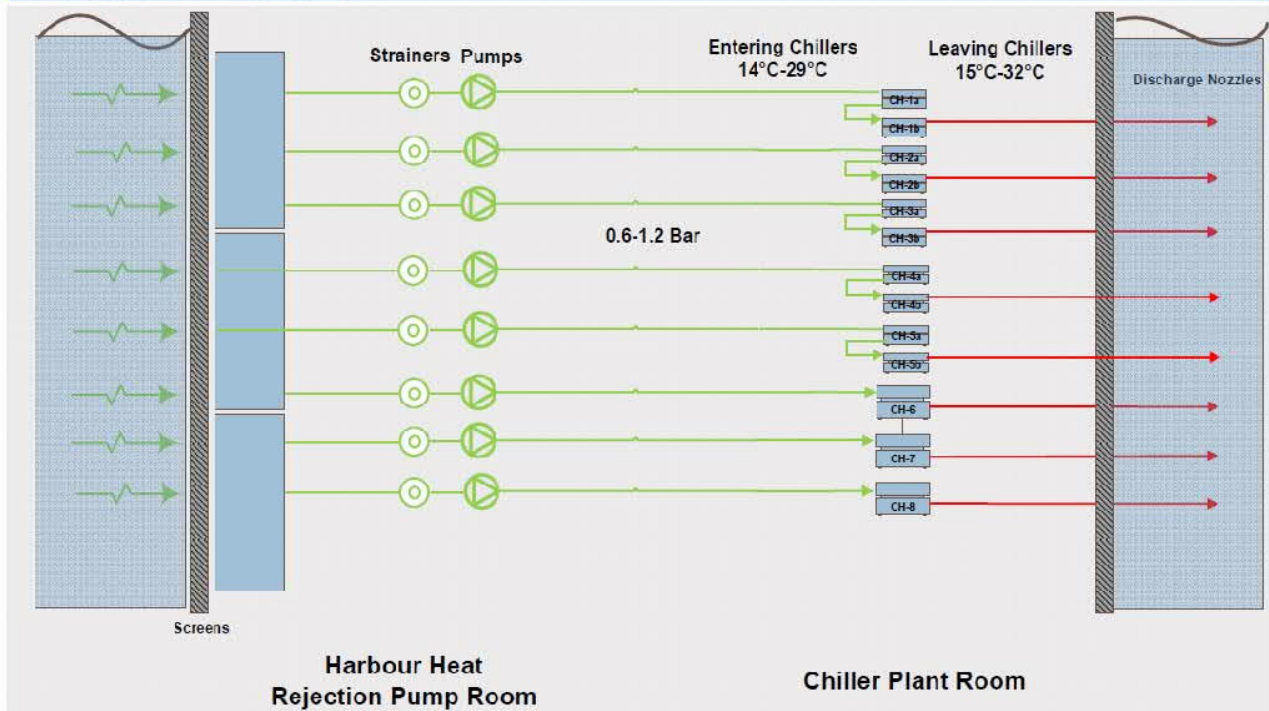 Strainers Pumps
Entering Chillers
14°C-29°C
Leaving Chillers
15°C-32°C
Discharge Nozzles
CH-1a
CH-1b
CH-2a
CH-2b
CH-3a
CH-3b
0.6-1.2 Bar
CH-4a
CH-4b
CH-5a
CH-5b
CH-6
CH-7
CH-8
Screens
Harbour Heat
Rejection Pump Room
Chiller Plant Room